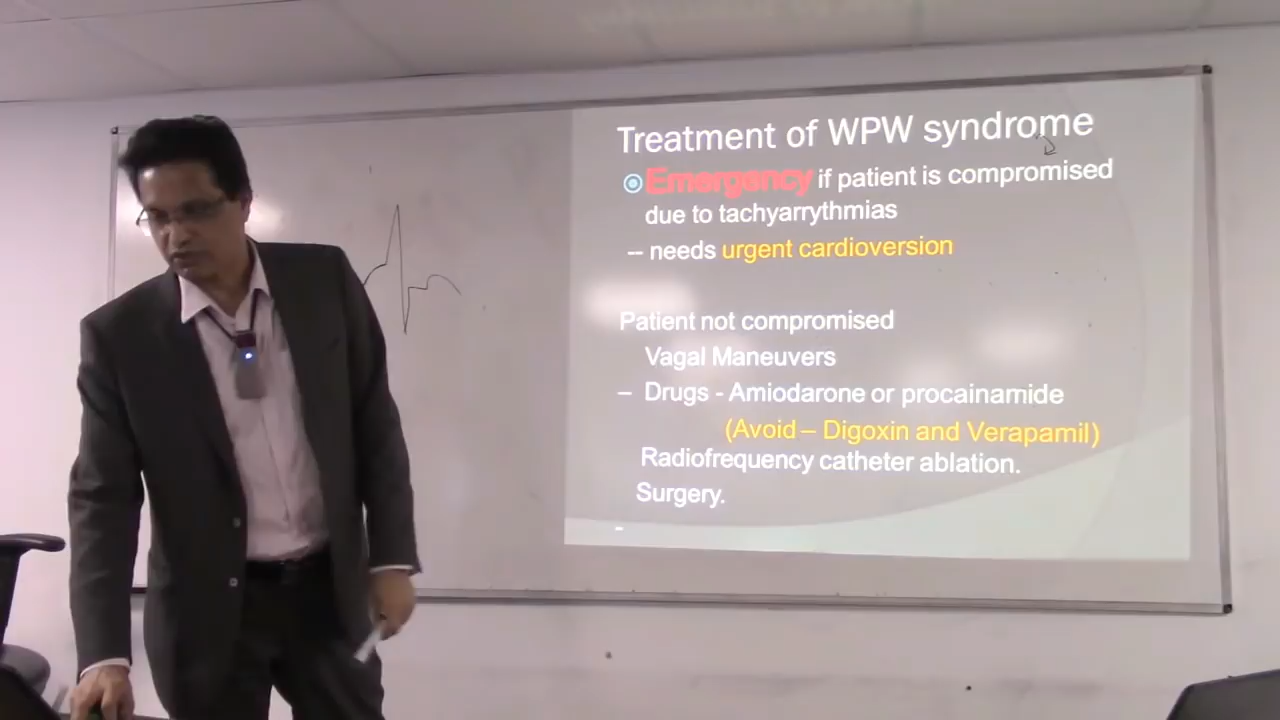 Treatment of WPW syndrome
Emergency if patient is compromised
due to tachyarrythmias
-- needs urgent cardioversion
Patient not compromised
Vagal Maneuvers
– Drugs - Amiodarone or procainamide
(Avoid – Digoxin and Verapamil)
Radiofrequency catheter ablation.
Surgery.
-